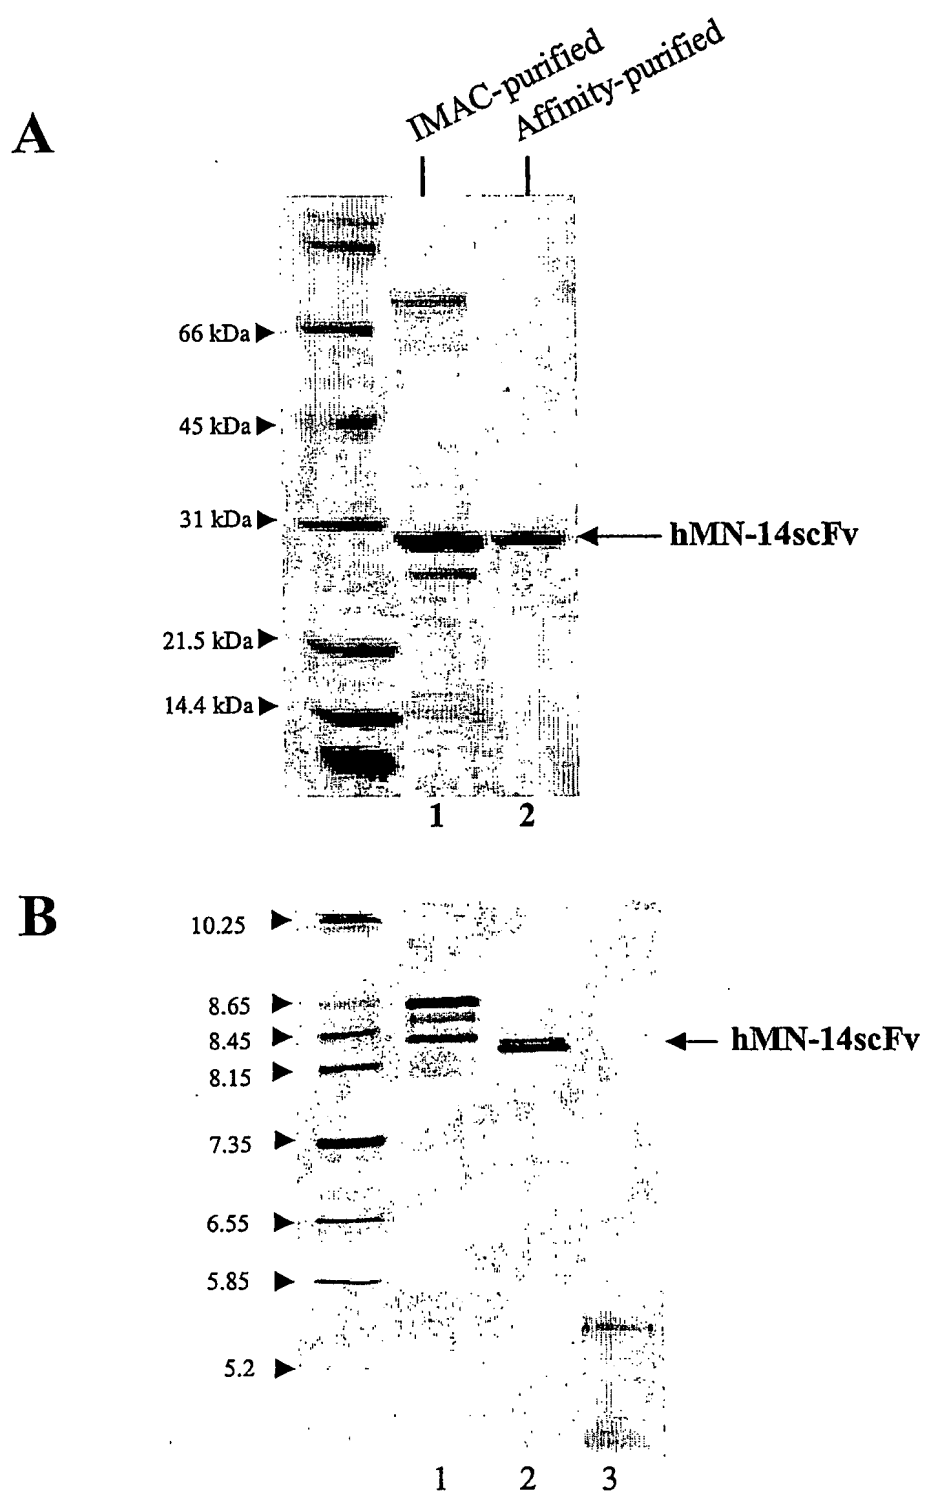 A
IMAC-purified
Affinity-purified
66 kDa
45 kDa
31 kDa
hMN-14scFv
21.5 kDa
14.4 kDa
1 2
B
10.25
8.65
8.45
hMN-14scFv
8.15
7.35
6.55
5.85
5.2
1 2 3